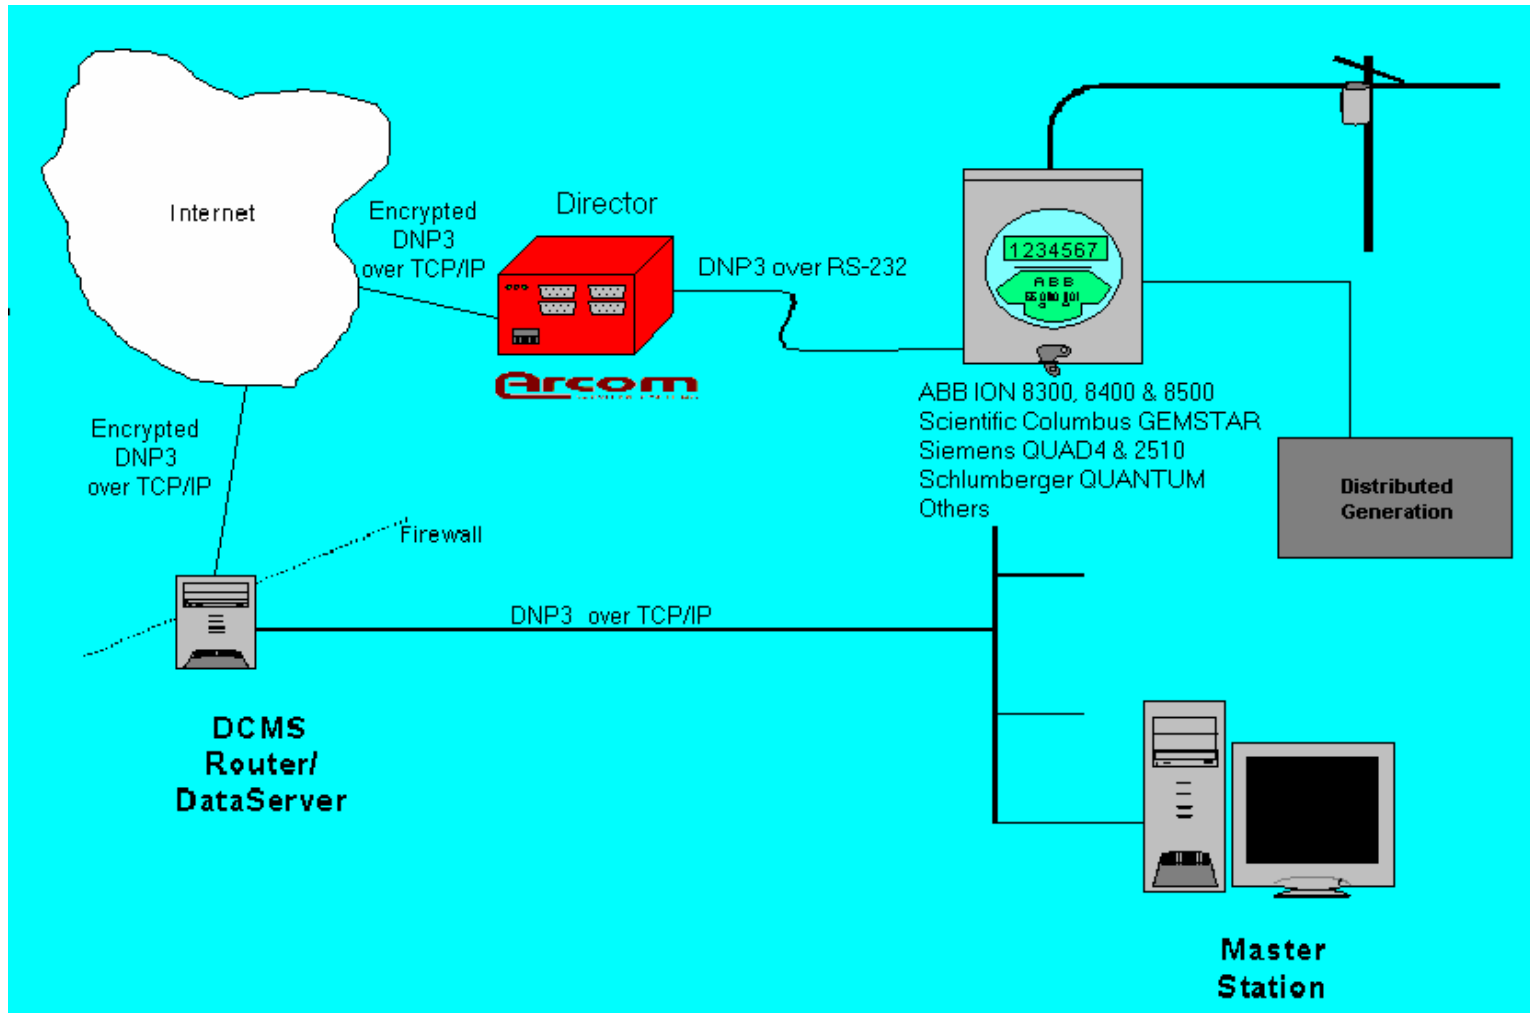 Internet
Encrypted
DNP3
over TCP/IP
Director
DNP3 over RS-232
1234567
ABB
Arcom
ABB ION 8300, 8400 & 8500
Scientific Columbus GEMSTAR
Siemens QUAD4 & 2510
Schlumberger QUANTUM
Others
Distributed
Generation
Encrypted
DNP3
over TCP/IP
Firewall
DNP3 over TCP/IP
DCMS
Router/
DataServer
Master
Station